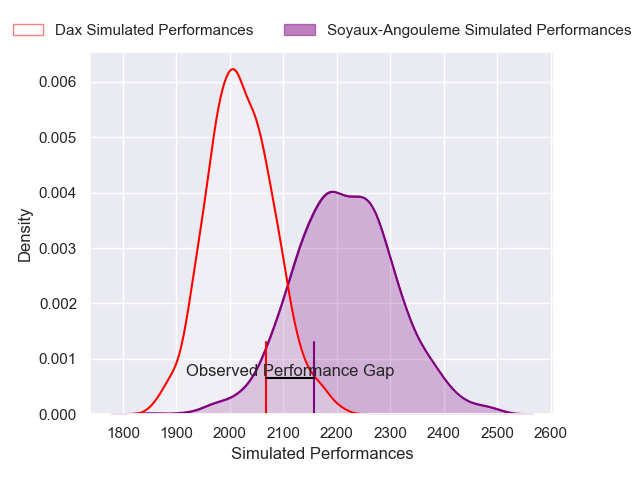 Dax Simulated Performances
Soyaux-Angouleme Simulated Performances
0.006
0.005
0.004
0.003
0.002
0.001
0.000
Density
Observed Performance Gap
1800 1900 2000 2100 2200 2300 2400 2500 2600
Simulated Performances